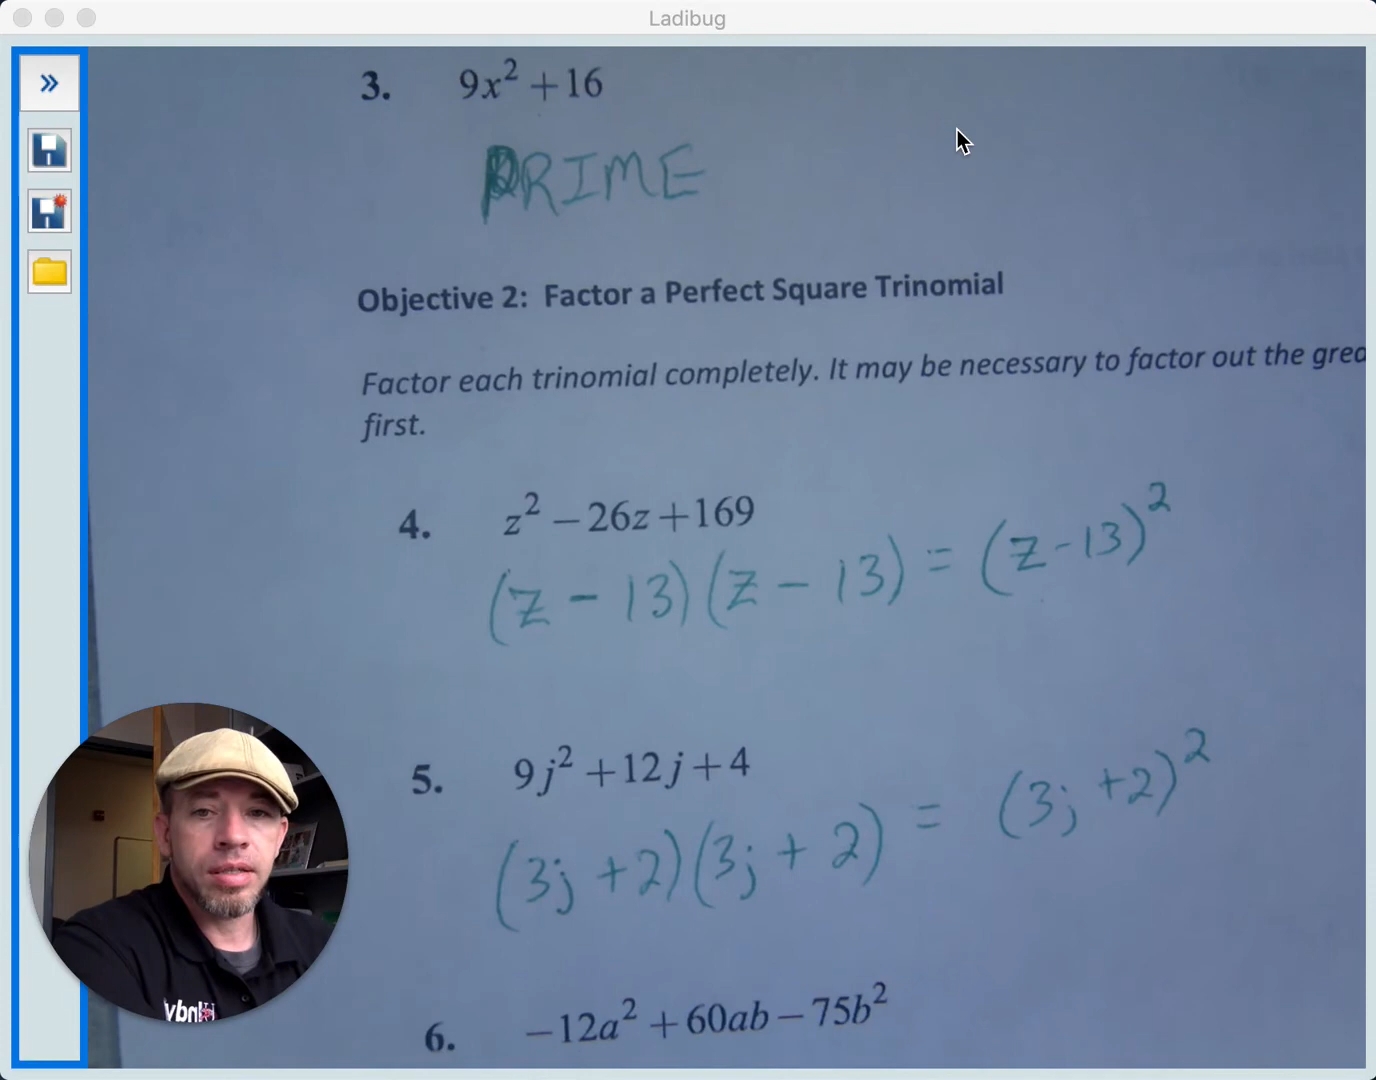 Ladibug
3. 9x² + 16
PRIME
Objective 2: Factor a Perfect Square Trinomial
Factor each trinomial completely. It may be necessary to factor out the grea
first.
4. z² − 26z + 169
(z − 13)(z − 13) = (z − 13)²
5. 9j² + 12j + 4
(3j + 2)(3j + 2) = (3j + 2)²
6. −12a² + 60ab − 75b²